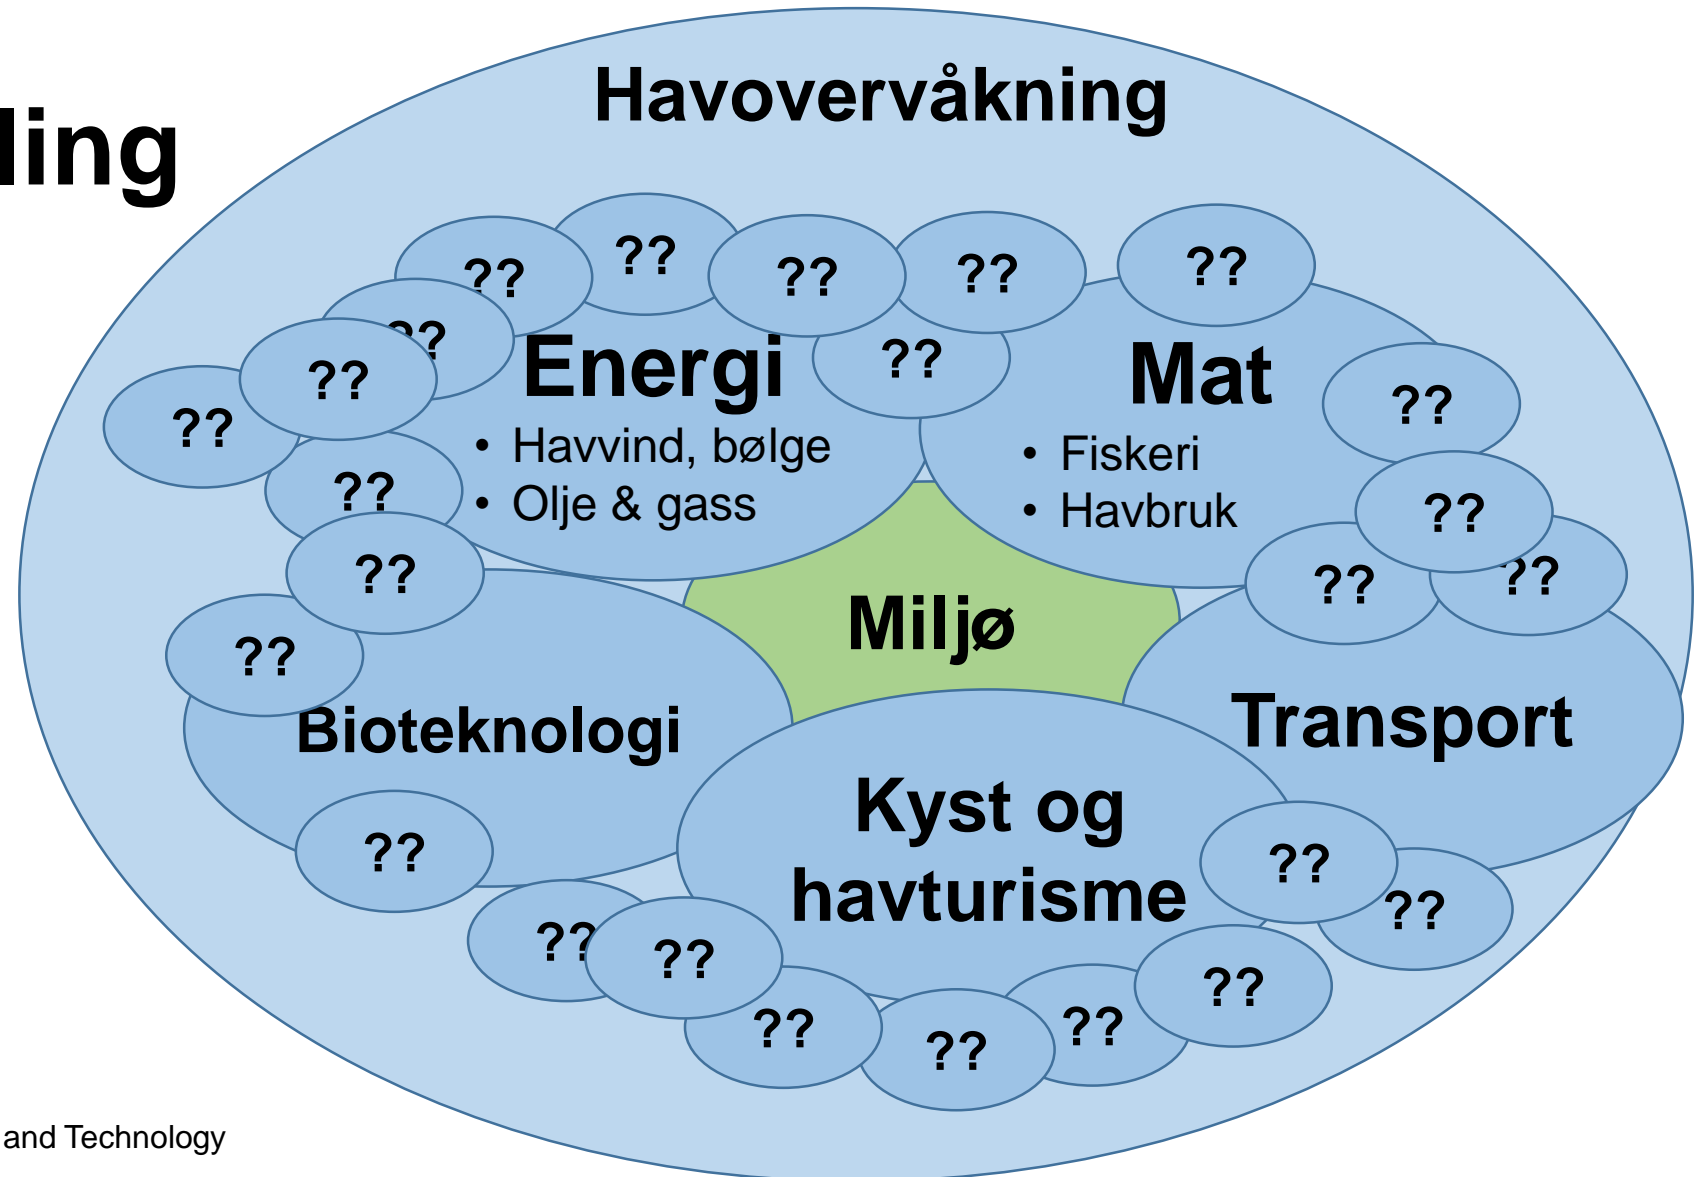 Havovervåkning
ling
??
??
??
??
??
??
??
Energi
Mat
??
??
??
• Havvind, bølge
• Fiskeri
??
• Olje & gass
• Havbruk
??
??
??
??
Miljø
??
Bioteknologi
Transport
Kyst og
havturisme
??
??
??
??
??
??
??
??
??
and Technology